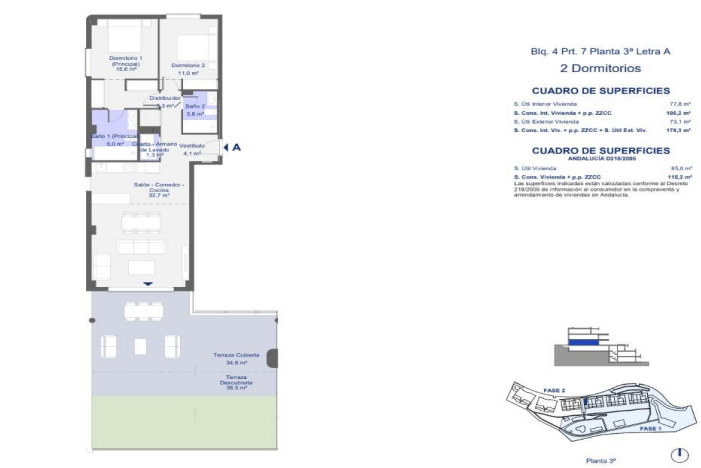 Dormitorio 1
(Principal)
15,6 m²
Dormitorio 2
11,0 m²
Distribuidor
Baño 2
3,8 m²
Baño 1 (Principal)
6,0 m²
Cuarto - Armario
de Lavado
1,3 m²
Vestíbulo
4,1 m²
A
Salón - Comedor -
Cocina
32,7 m²
Terraza Cubierta
34,6 m²
Terraza
Descubierta
38,5 m²
Blq. 4 Prt. 7 Planta 3ª Letra A
2 Dormitorios
CUADRO DE SUPERFICIES
S. Útil Interior Vivienda 77,8 m²
S. Cons. Int. Vivienda + p.p. ZZCC 106,2 m²
S. Útil Exterior Vivienda 73,1 m²
S. Cons. Int. Viv. + p.p. ZZCC + S. Útil Ext. Viv. 179,3 m²
CUADRO DE SUPERFICIES
ANDALUCÍA D218/2005
S. Útil Vivienda 85,6 m²
S. Cons. Vivienda + p.p. ZZCC 115,2 m²
Las superficies indicadas están calculadas conforme al Decreto
218/2005 de información al consumidor en la compraventa y
arrendamiento de viviendas en Andalucía.
FASE 2
FASE 1
Planta 3ª